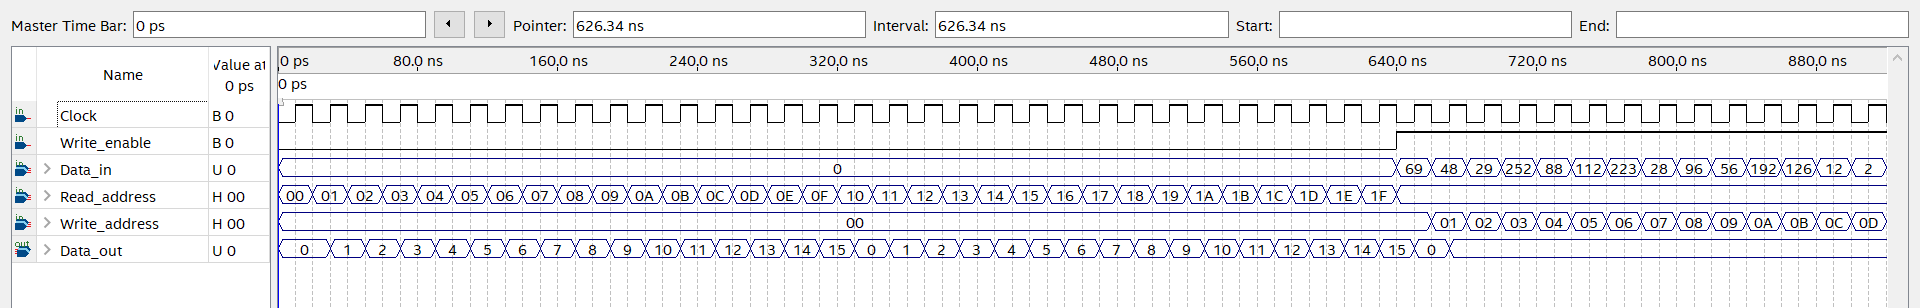 Master Time Bar: 0 ps Pointer: 626.34 ns Interval: 626.34 ns Start: End:
Name Value at 0 ps
0 ps 80.0 ns 160.0 ns 240.0 ns 320.0 ns 400.0 ns 480.0 ns 560.0 ns 640.0 ns 720.0 ns 800.0 ns 880.0 ns
0 ps
in Clock B 0
in Write_enable B 0
in Data_in U 0 0 69 48 29 252 88 112 223 28 96 56 192 126 12 2
in Read_address H 00 00 01 02 03 04 05 06 07 08 09 0A 0B 0C 0D 0E 0F 10 11 12 13 14 15 16 17 18 19 1A 1B 1C 1D 1E 1F
in Write_address H 00 00 01 02 03 04 05 06 07 08 09 0A 0B 0C 0D
out Data_out U 0 0 1 2 3 4 5 6 7 8 9 10 11 12 13 14 15 0 1 2 3 4 5 6 7 8 9 10 11 12 13 14 15 0